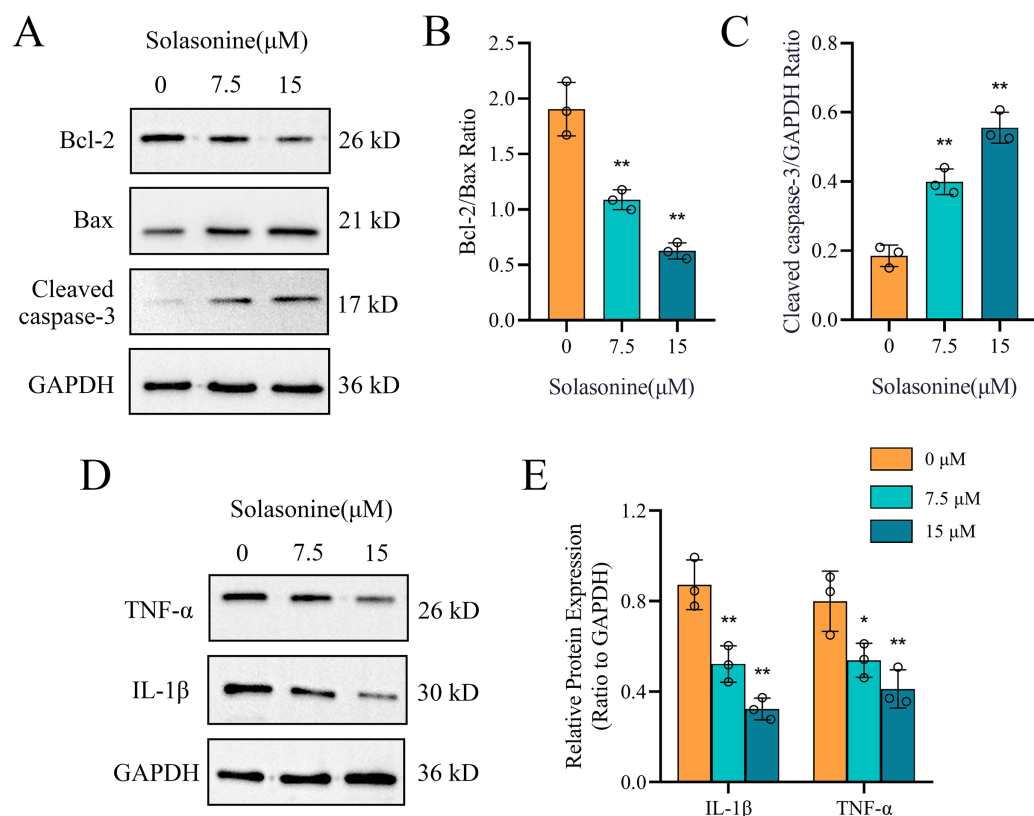 A
Solasonine(μM)
0 7.5 15
Bcl-2 26 kD
Bax 21 kD
Cleaved
caspase-3 17 kD
GAPDH 36 kD
B
Bcl-2/Bax Ratio
2.5
2.0
1.5
1.0
0.5
0.0
**
**
0 7.5 15
Solasonine(μM)
C
Cleaved caspase-3/GAPDH Ratio
0.8
0.6
0.4
0.2
0.0
**
**
0 7.5 15
Solasonine(μM)
D
Solasonine(μM)
0 7.5 15
TNF-α 26 kD
IL-1β 30 kD
GAPDH 36 kD
E
0 μM
7.5 μM
15 μM
Relative Protein Expression
(Ratio to GAPDH)
1.2
0.8
0.4
0.0
**
**
*
**
IL-1β TNF-α